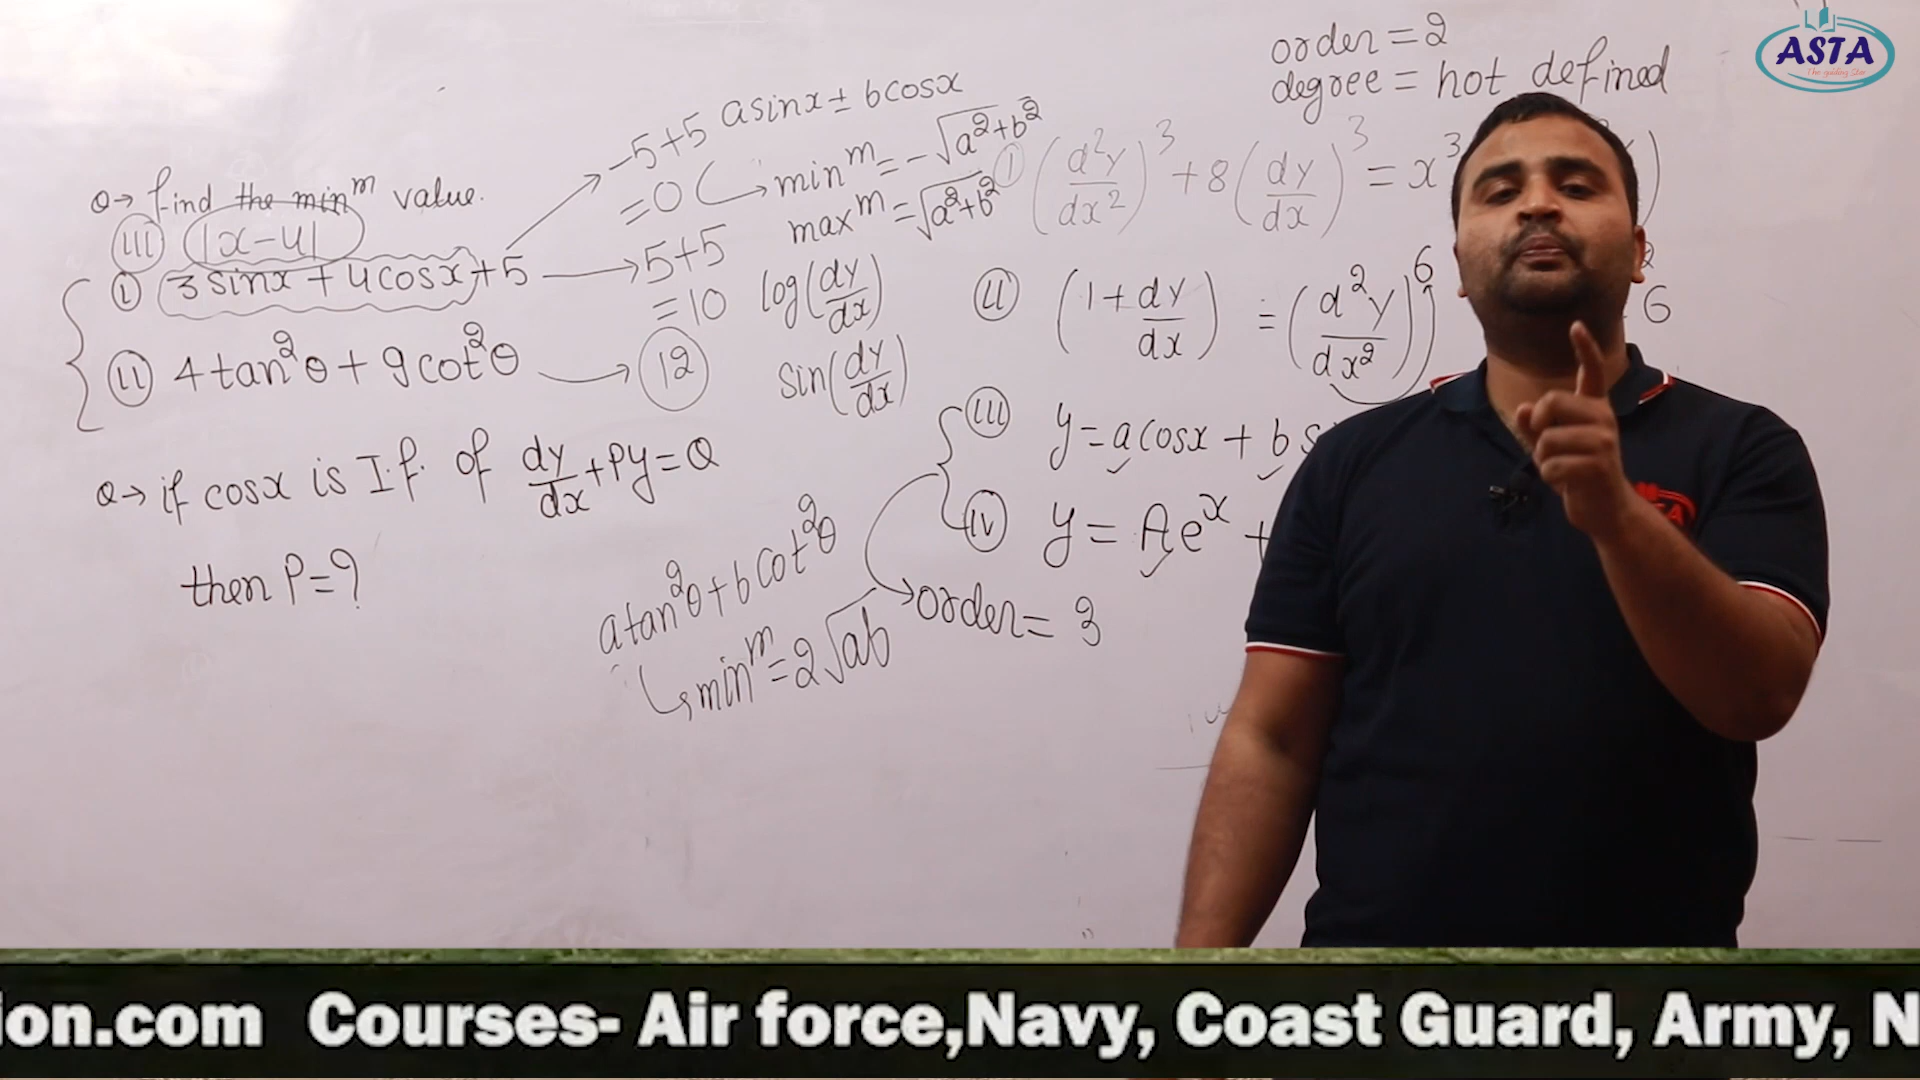 Q→ find the minᵐ value.
(iii) |x-4|
(i) 3sinx+4cosx+5
(ii) 4tan²θ+9cot²θ
Q→ if cosx is I.f. of dy/dx+Py=Q
then P=?
-5+5
=0
5+5
=10
12
asinx±bcosx
minᵐ=-√a²+b²
maxᵐ=√a²+b²
log(dy/dx)
sin(dy/dx)
atan²θ+bcot²θ
minᵐ=2√ab
order=2
degree=not defined
(i) (d²y/dx²)³+8(dy/dx)³=x³
(ii) (1+dy/dx)=(d²y/dx²)⁶
6
(iii) y=acosx+b
(iv) y=Aeˣ+
order=3
ASTA
The guiding Star
ion.com Courses- Air force,Navy, Coast Guard, Army, N